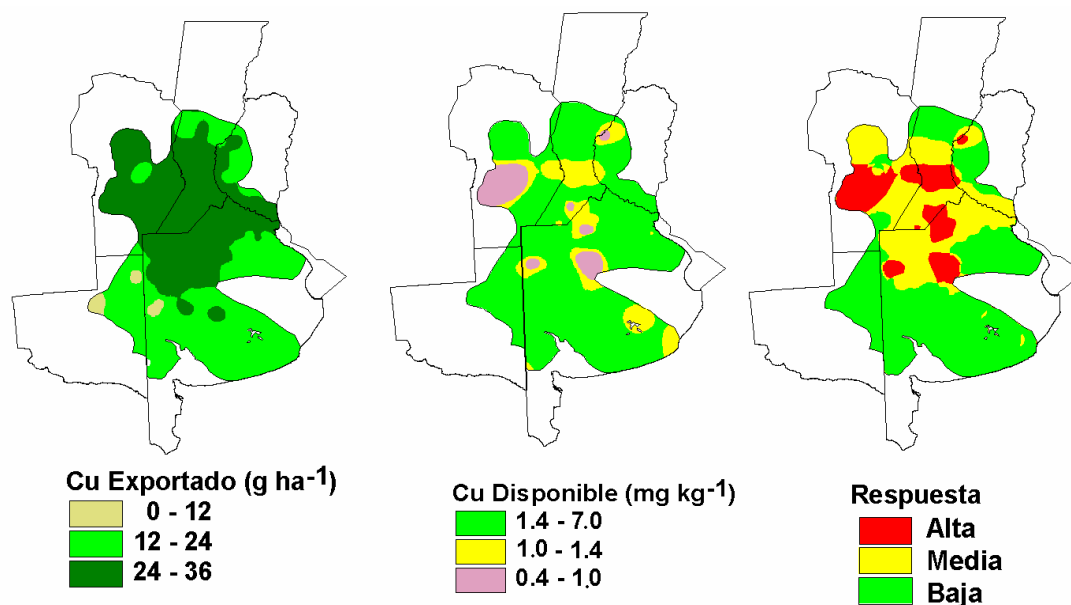 Cu Exportado (g ha-1)
0 - 12
12 - 24
24 - 36
Cu Disponible (mg kg-1)
1.4 - 7.0
1.0 - 1.4
0.4 - 1.0
Respuesta
Alta
Media
Baja